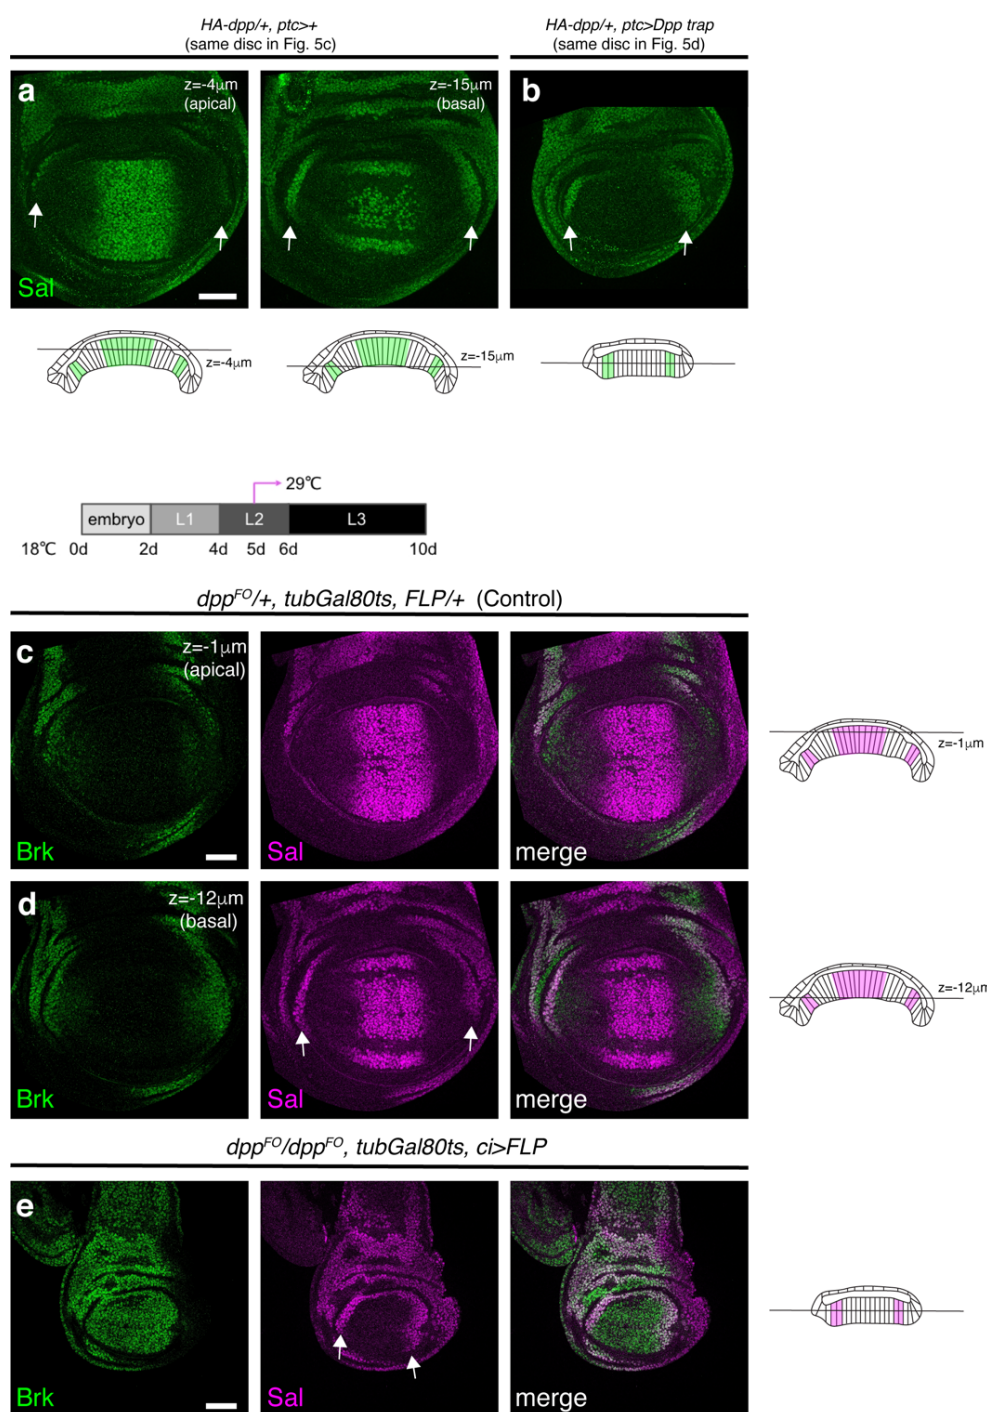 HA-dpp/+, ptc>+
(same disc in Fig. 5c)
HA-dpp/+, ptc>Dpp trap
(same disc in Fig. 5d)
a
z=-4μm
(apical)
z=-15μm
(basal)
b
Sal
z=-4μm
z=-15μm
29℃
embryo L1 L2 L3
18℃ 0d 2d 4d 5d 6d 10d
dppFO/+, tubGal80ts, FLP/+ (Control)
c
z=-1μm
(apical)
Brk
Sal
merge
z=-1μm
d
z=-12μm
(basal)
Brk
Sal
merge
z=-12μm
dppFO/dppFO, tubGal80ts, ci>FLP
e
Brk
Sal
merge